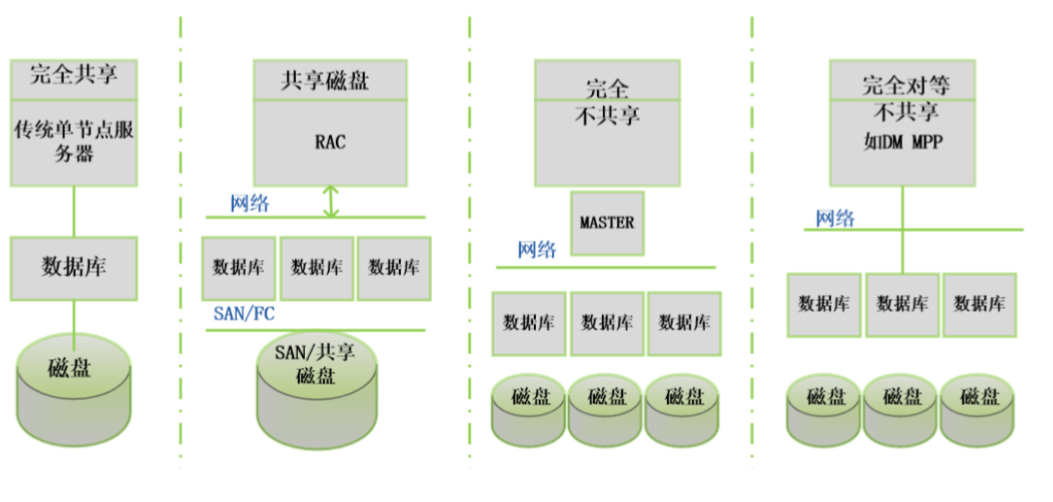 完全共享
传统单节点服
务器
数据库
磁盘
共享磁盘
RAC
网络
数据库
数据库
数据库
SAN/FC
SAN/共享
磁盘
完全
不共享
MASTER
网络
数据库
数据库
数据库
磁盘
磁盘
磁盘
完全对等
不共享
如DM MPP
网络
数据库
数据库
数据库
磁盘
磁盘
磁盘